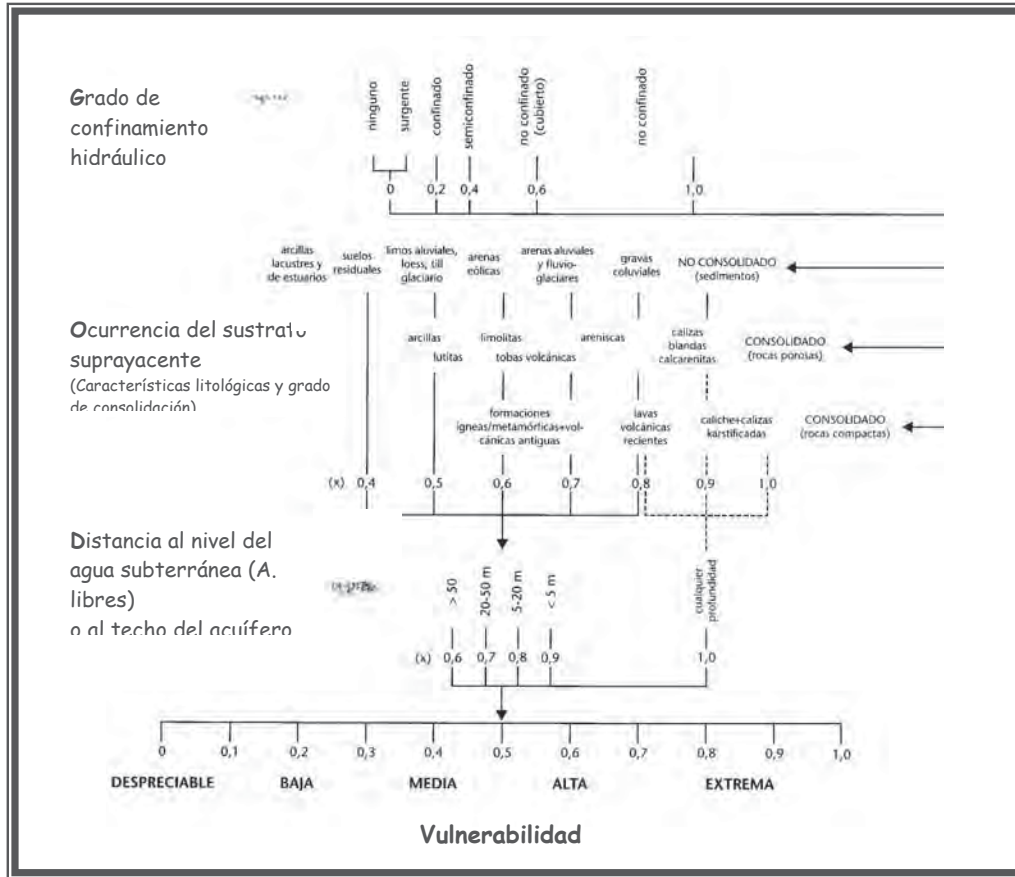 Grado de
confinamiento
hidráulico
ninguno
surgente
confinado
semiconfinado
no confinado
(cubierto)
no confinado
0 0,2 0,4 0,6 1,0
arcillas
lacustres y
de estuarios
suelos
residuales
limos aluviales,
loess, till
glaciario
arenas
eólicas
arenas aluviales
y fluvio-
glaciares
gravas
coluviales
NO CONSOLIDADO
(sedimentos)
Ocurrencia del sustrato
suprayacente
(Características litológicas y grado
de consolidación)
arcillas
lutitas
limolitas
tobas volcánicas
areniscas
calizas
blandas
calcarenitas
CONSOLIDADO
(rocas porosas)
formaciones
ígneas/metamórficas+vol-
cánicas antiguas
lavas
volcánicas
recientes
caliche+calizas
karstificadas
CONSOLIDADO
(rocas compactas)
(x) 0,4 0,5 0,6 0,7 0,8 0,9 1,0
Distancia al nivel del
agua subterránea (A.
libres)
o al techo del acuífero
> 50
20-50 m
5-20 m
< 5 m
cualquier
profundidad
(x) 0,6 0,7 0,8 0,9 1,0
0 0,1 0,2 0,3 0,4 0,5 0,6 0,7 0,8 0,9 1,0
DESPRECIABLE BAJA MEDIA ALTA EXTREMA
Vulnerabilidad